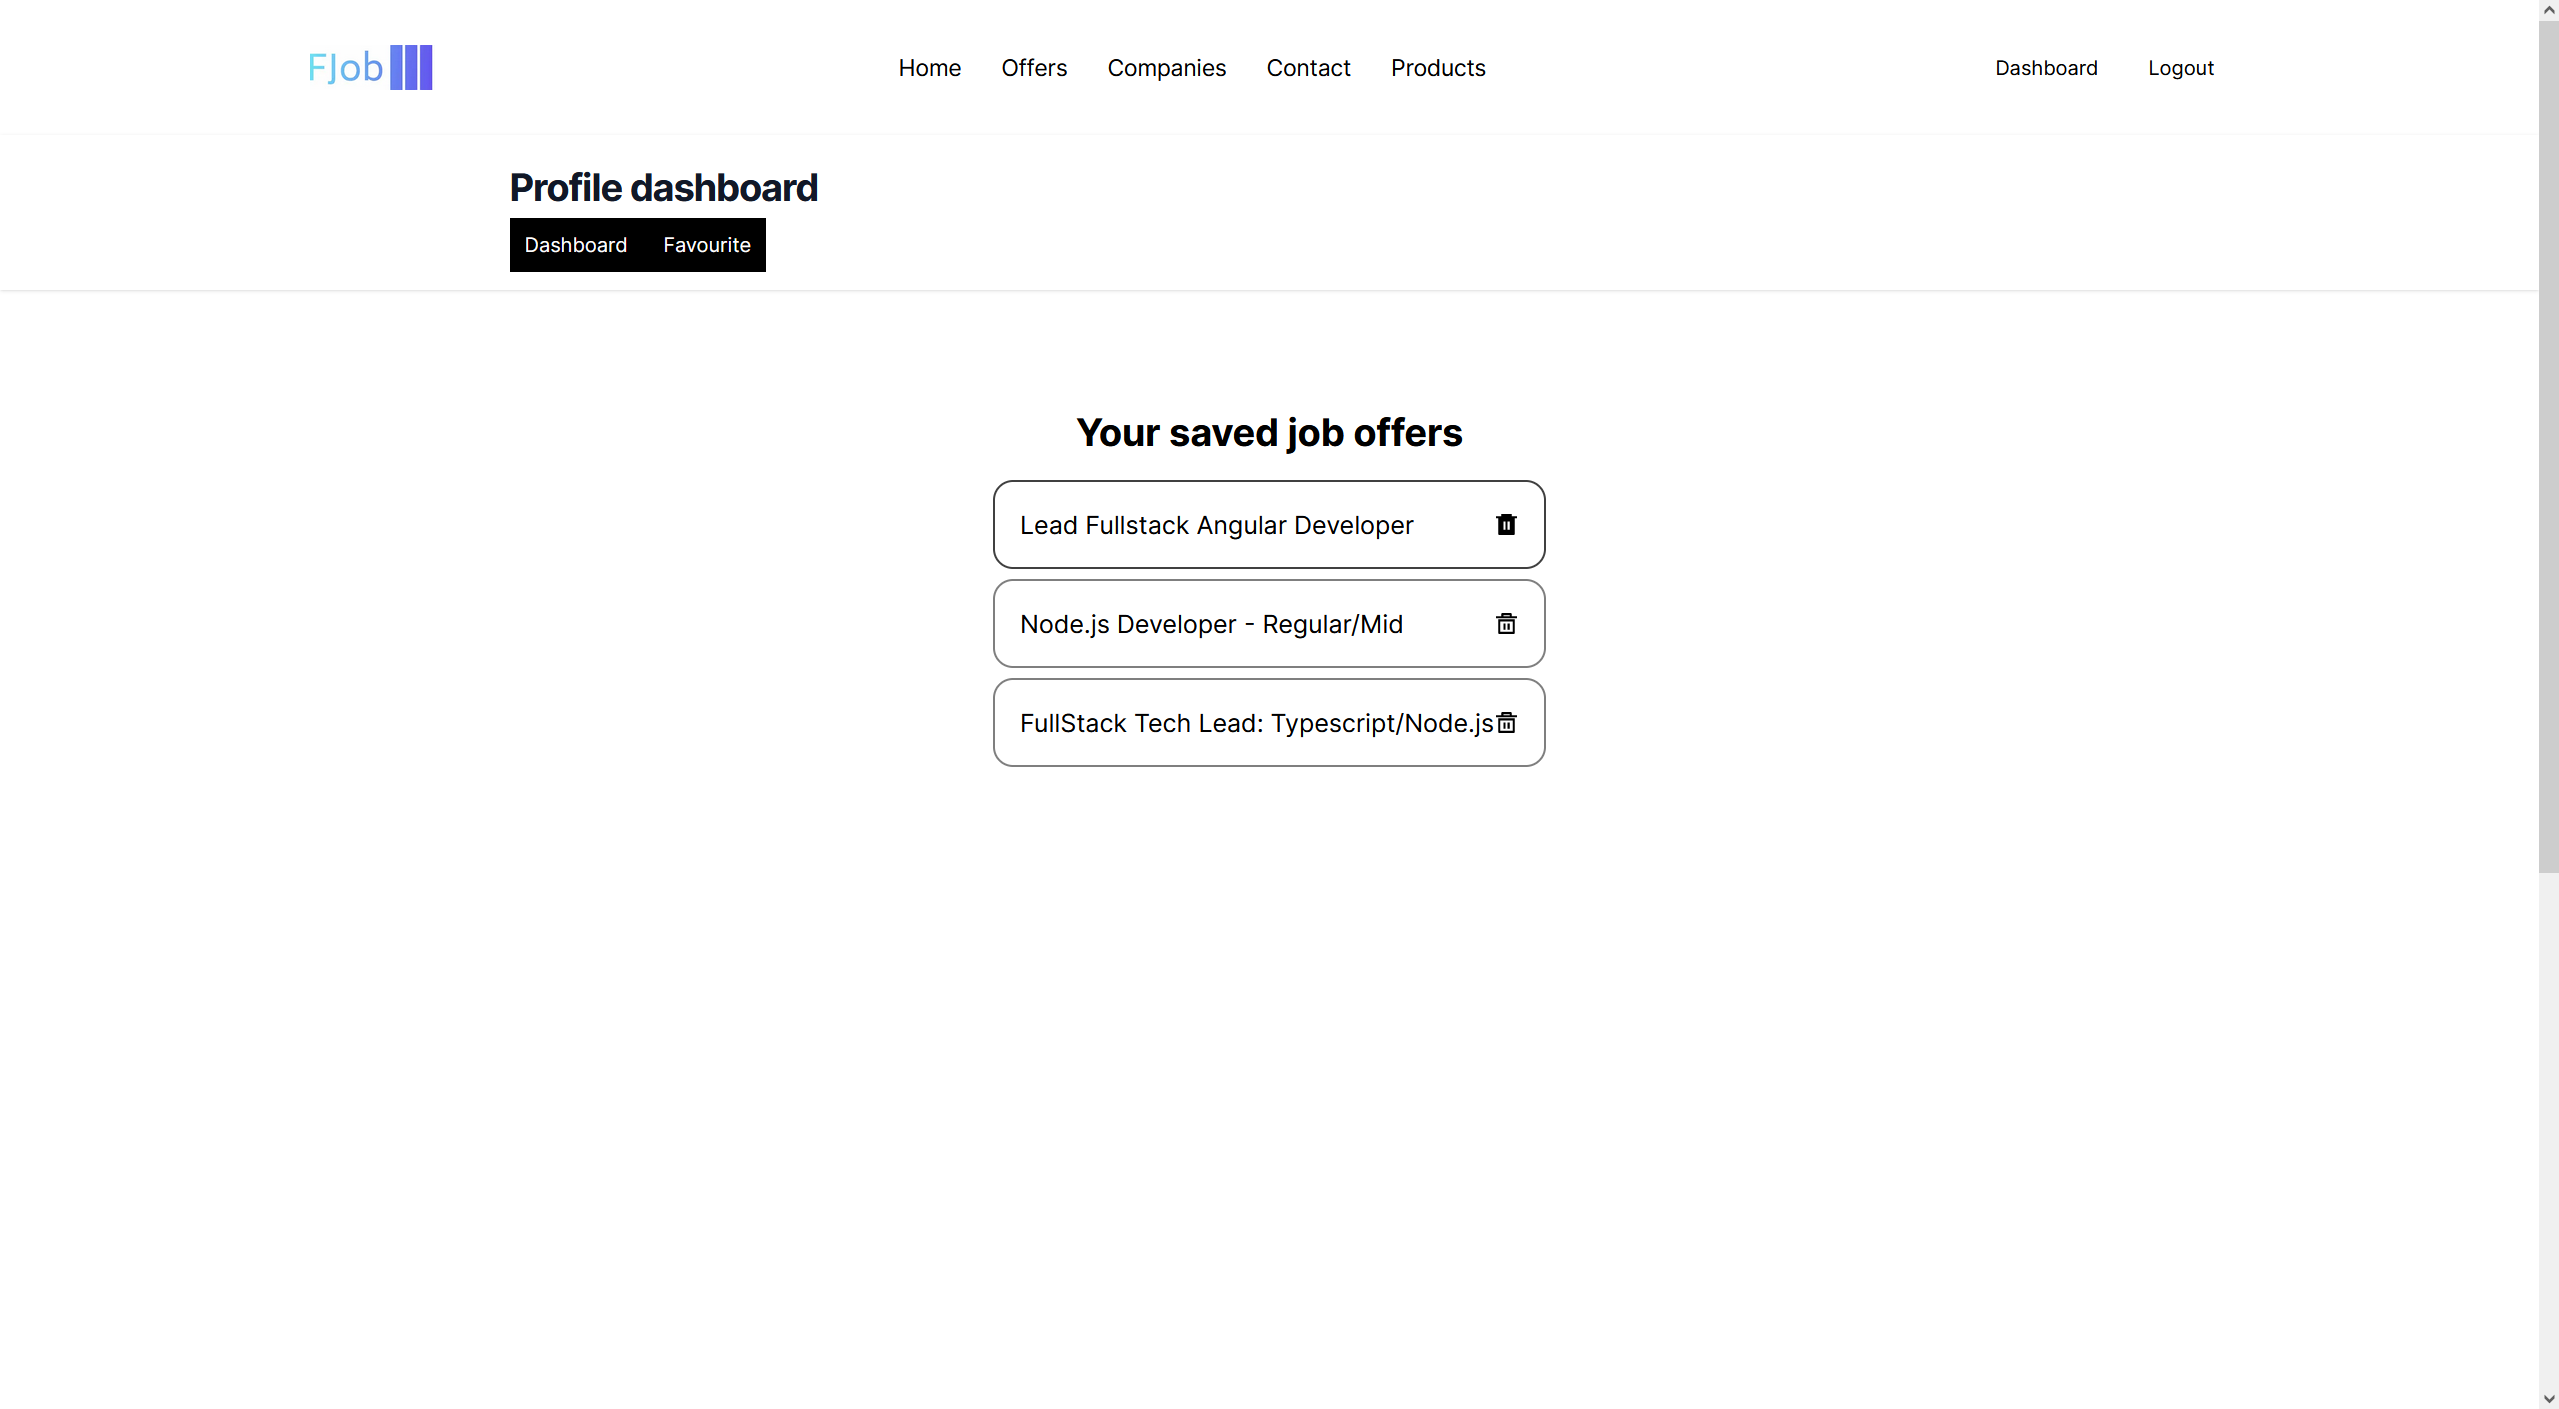 FJob
Home Offers Companies Contact Products
Dashboard Logout
Profile dashboard
Dashboard Favourite
Your saved job offers
Lead Fullstack Angular Developer
Node.js Developer - Regular/Mid
FullStack Tech Lead: Typescript/Node.js